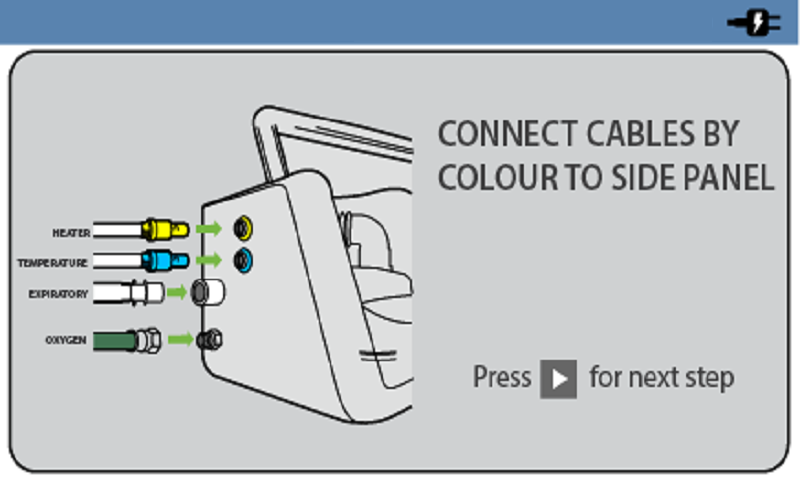 CONNECT CABLES BY
COLOUR TO SIDE PANEL
HEATER
TEMPERATURE
EXPIRATORY
OXYGEN
Press for next step